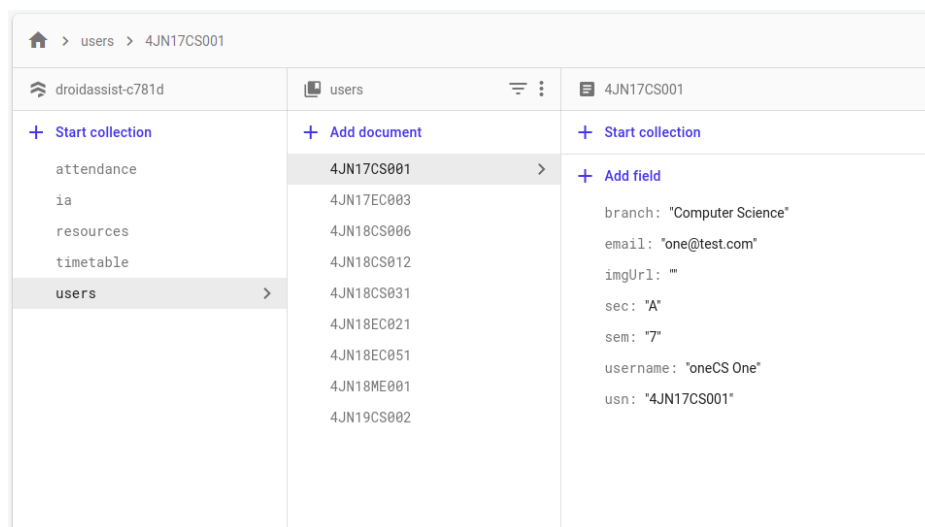 users > 4JN17CS001
droidassist-c781d
Start collection
attendance
ia
resources
timetable
users
users
Add document
4JN17CS001
4JN17EC003
4JN18CS006
4JN18CS012
4JN18CS031
4JN18EC021
4JN18EC051
4JN18ME001
4JN19CS002
4JN17CS001
Start collection
Add field
branch: "Computer Science"
email: "one@test.com"
imgUrl: ""
sec: "A"
sem: "7"
username: "oneCS One"
usn: "4JN17CS001"